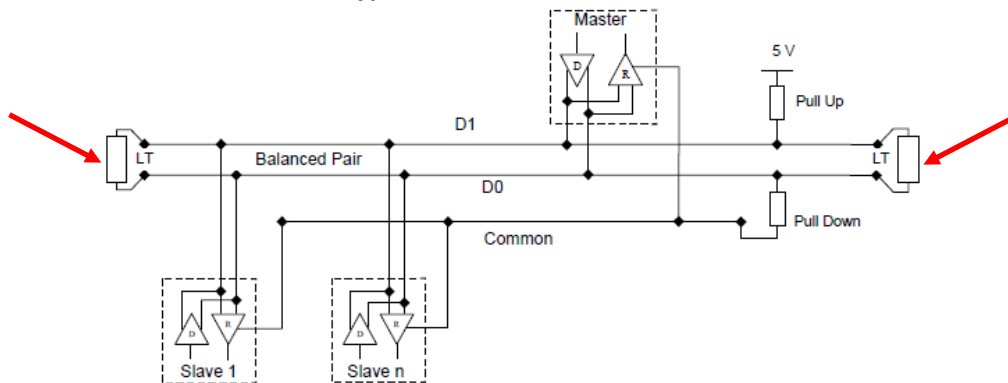 Master
5 V
D
R
Pull Up
D1
LT
Balanced Pair
LT
D0
Pull Down
Common
D
R
D
R
Slave 1
Slave n